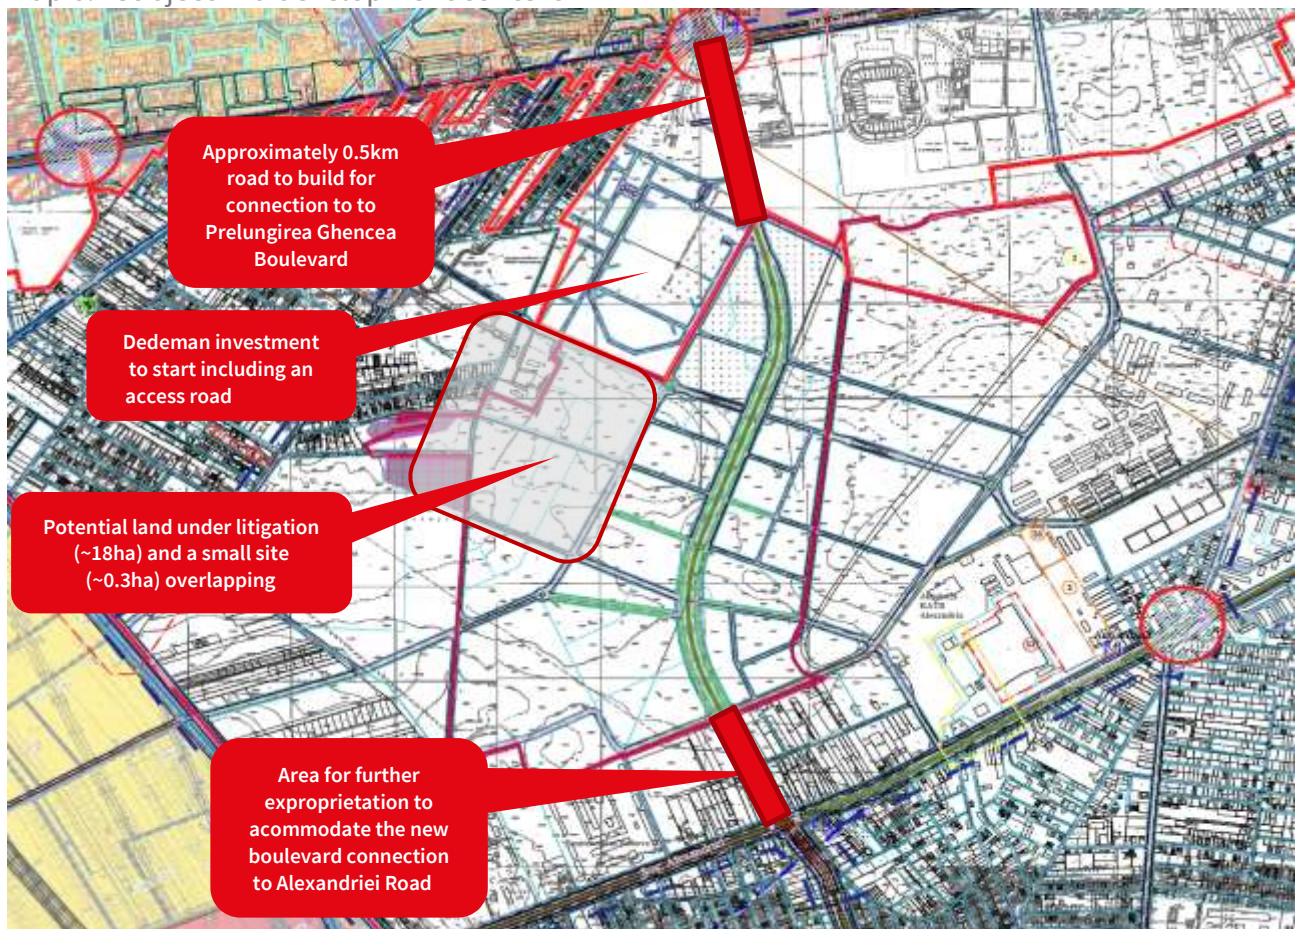 Approximately 0.5km
road to build for
connection to to
Prelungirea Ghencea
Boulevard
Dedeman investment
to start including an
access road
Potential land under litigation
(~18ha) and a small site
(~0.3ha) overlapping
Area for further
exproprietation to
acommodate the new
boulevard connection
to Alexandriei Road